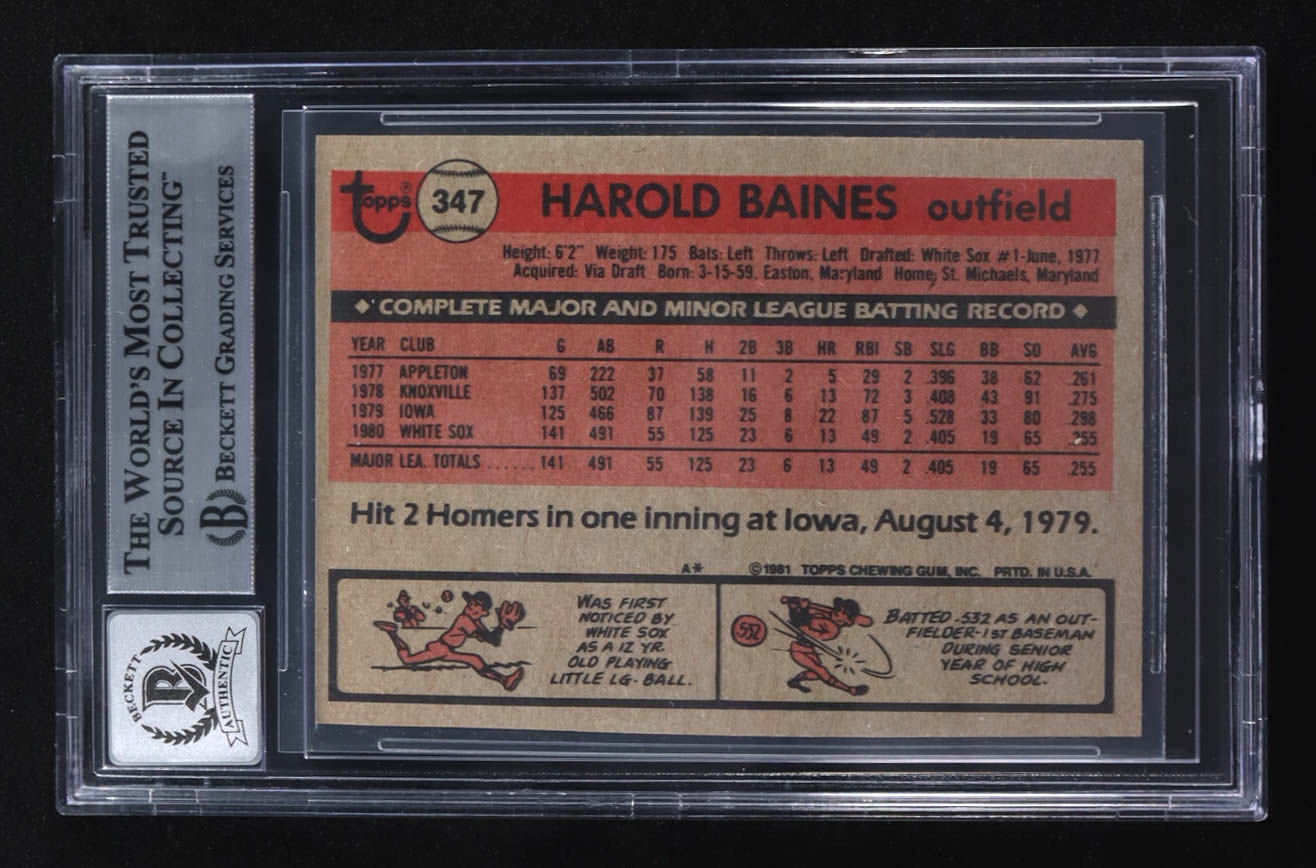 THE WORLD'S MOST TRUSTED
SOURCE IN COLLECTING™
BECKETT GRADING SERVICES
BECKETT
AUTHENTIC
topps® 347 HAROLD BAINES outfield
Height: 6'2" Weight: 175 Bats: Left Throws: Left Drafted: White Sox #1-June, 1977
Acquired: Via Draft Born: 3-15-59, Easton, Maryland Home: St. Michaels, Maryland
◆ COMPLETE MAJOR AND MINOR LEAGUE BATTING RECORD ◆
YEAR CLUB G AB R H 2B 3B HR RBI SB SLG BB SO AVG
1977 APPLETON 69 222 37 58 11 2 5 29 2 .396 38 62 .261
1978 KNOXVILLE 137 502 70 138 16 6 13 72 3 .408 43 91 .275
1979 IOWA 125 466 87 139 25 8 22 87 5 .528 33 80 .298
1980 WHITE SOX 141 491 55 125 23 6 13 49 2 .405 19 65 .255
MAJOR LEA. TOTALS ...... 141 491 55 125 23 6 13 49 2 .405 19 65 .255
Hit 2 Homers in one inning at Iowa, August 4, 1979.
A* ©1981 TOPPS CHEWING GUM, INC. PRTD. IN U.S.A.
WAS FIRST
NOTICED BY
WHITE SOX
AS A 12 YR.
OLD PLAYING
LITTLE LG. BALL.
.532
BATTED .532 AS AN OUT-
FIELDER-1ST BASEMAN
DURING SENIOR
YEAR OF HIGH
SCHOOL.